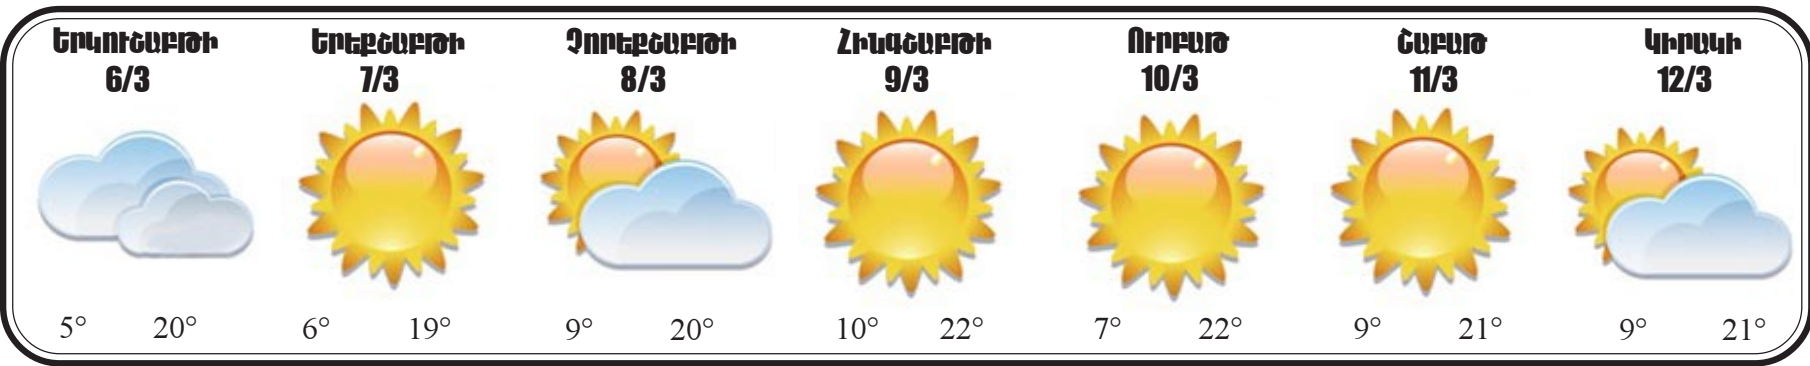 Երկուշաբթի Երեքշաբթի Չորեքշաբթի Հինգշաբթի Ուրբաթ Շաբաթ Կիրակի
6/3 7/3 8/3 9/3 10/3 11/3 12/3
5° 20° 6° 19° 9° 20° 10° 22° 7° 22° 9° 21° 9° 21°